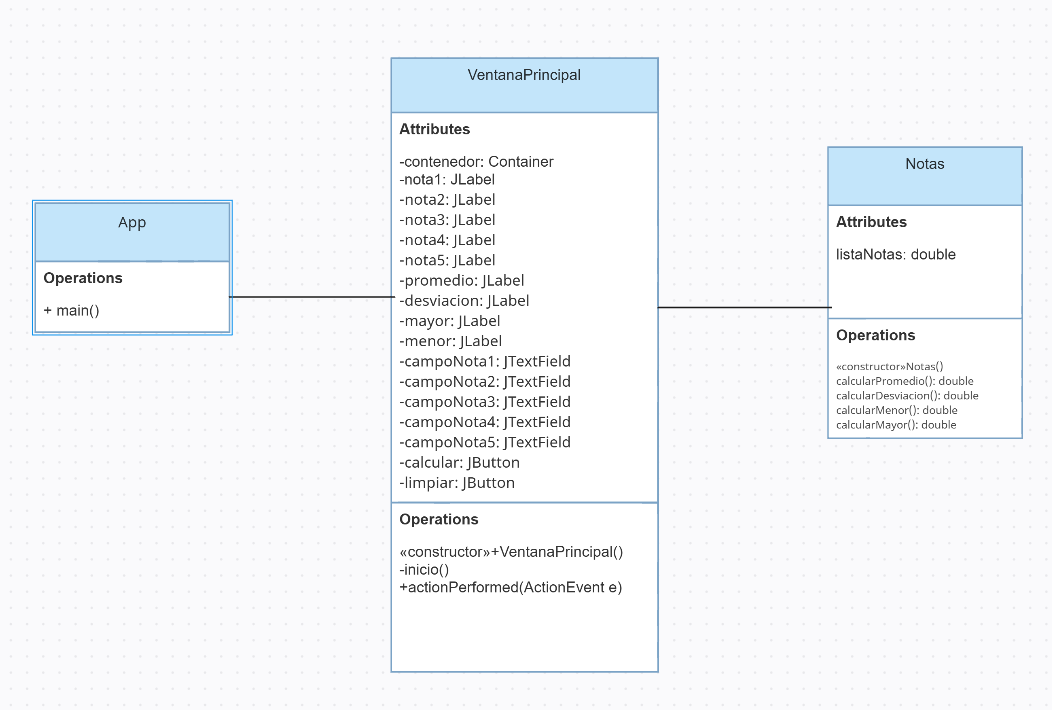 App
Operations
+ main()
VentanaPrincipal
Attributes
-contenedor: Container
-nota1: JLabel
-nota2: JLabel
-nota3: JLabel
-nota4: JLabel
-nota5: JLabel
-promedio: JLabel
-desviacion: JLabel
-mayor: JLabel
-menor: JLabel
-campoNota1: JTextField
-campoNota2: JTextField
-campoNota3: JTextField
-campoNota4: JTextField
-campoNota5: JTextField
-calcular: JButton
-limpiar: JButton
Operations
«constructor»+VentanaPrincipal()
-inicio()
+actionPerformed(ActionEvent e)
Notas
Attributes
listaNotas: double
Operations
«constructor»Notas()
calcularPromedio(): double
calcularDesviacion(): double
calcularMenor(): double
calcularMayor(): double